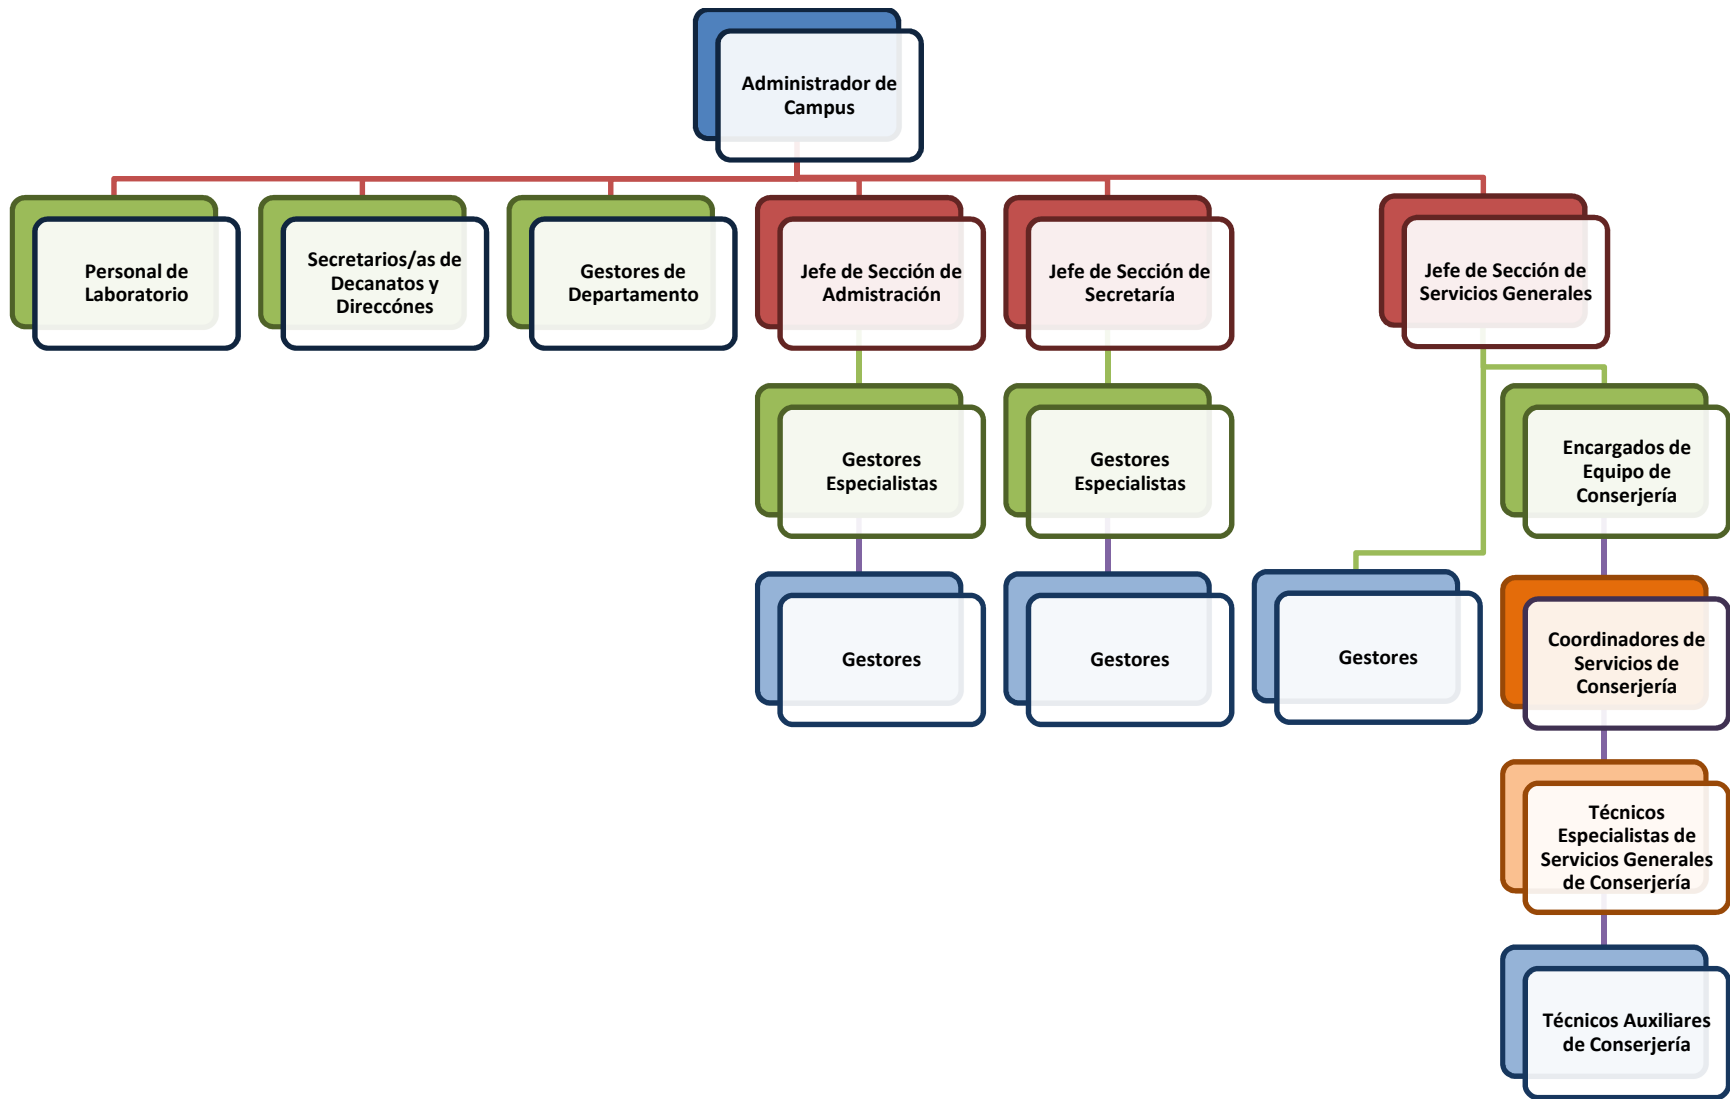 Administrador de
Campus
Personal de
Laboratorio
Secretarios/as de
Decanatos y
Direccónes
Gestores de
Departamento
Jefe de Sección de
Admistración
Jefe de Sección de
Secretaría
Jefe de Sección de
Servicios Generales
Gestores
Especialistas
Gestores
Especialistas
Encargados de
Equipo de
Conserjería
Gestores
Gestores
Gestores
Coordinadores de
Servicios de
Conserjería
Técnicos
Especialistas de
Servicios Generales
de Conserjería
Técnicos Auxiliares
de Conserjería